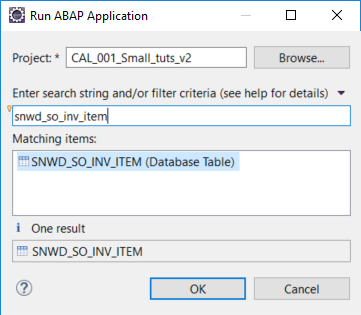 Run ABAP Application
Project: * CAL_001_Small_tuts_v2 Browse...
Enter search string and/or filter criteria (see help for details)
snwd_so_inv_item
Matching items:
SNWD_SO_INV_ITEM (Database Table)
One result
SNWD_SO_INV_ITEM
OK Cancel